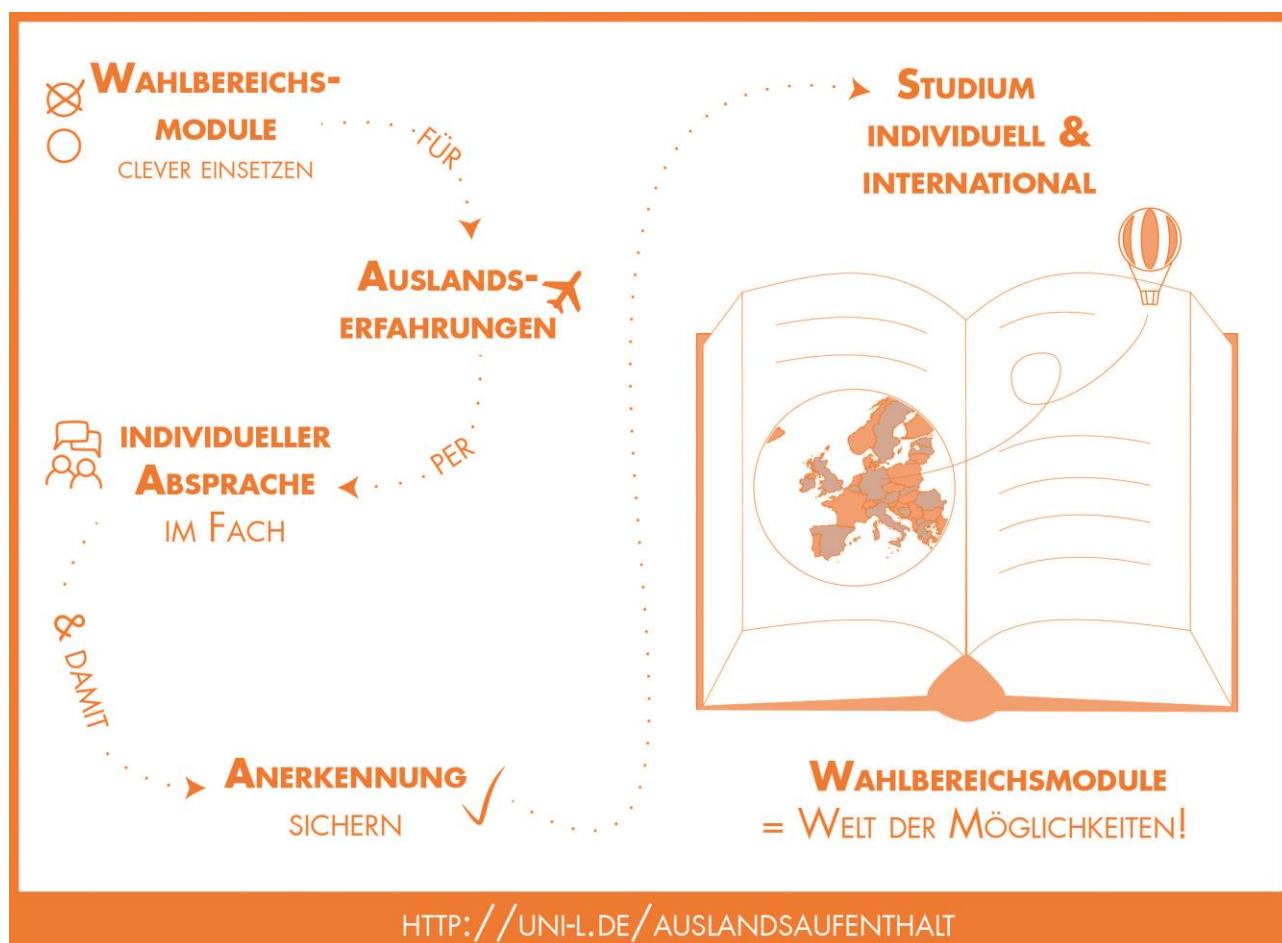 WAHLBEREICHS-
MODULE
CLEVER EINSETZEN
FÜR
AUSLANDS-
ERFAHRUNGEN
PER
INDIVIDUELLER
ABSPRACHE
IM FACH
& DAMIT
ANERKENNUNG
SICHERN
STUDIUM
INDIVIDUELL &
INTERNATIONAL
WAHLBEREICHSMODULE
= WELT DER MÖGLICHKEITEN!
HTTP://UNI-L.DE/AUSLANDSAUFENTHALT